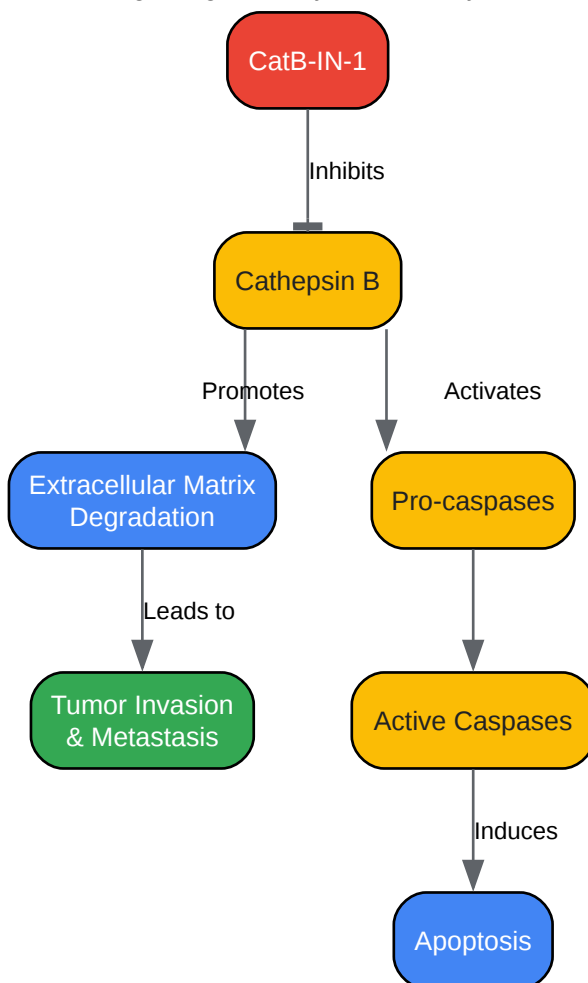 CatB-IN-1
Inhibits
Cathepsin B
Promotes
Activates
Extracellular Matrix
Degradation
Pro-caspases
Leads to
Tumor Invasion
& Metastasis
Active Caspases
Induces
Apoptosis